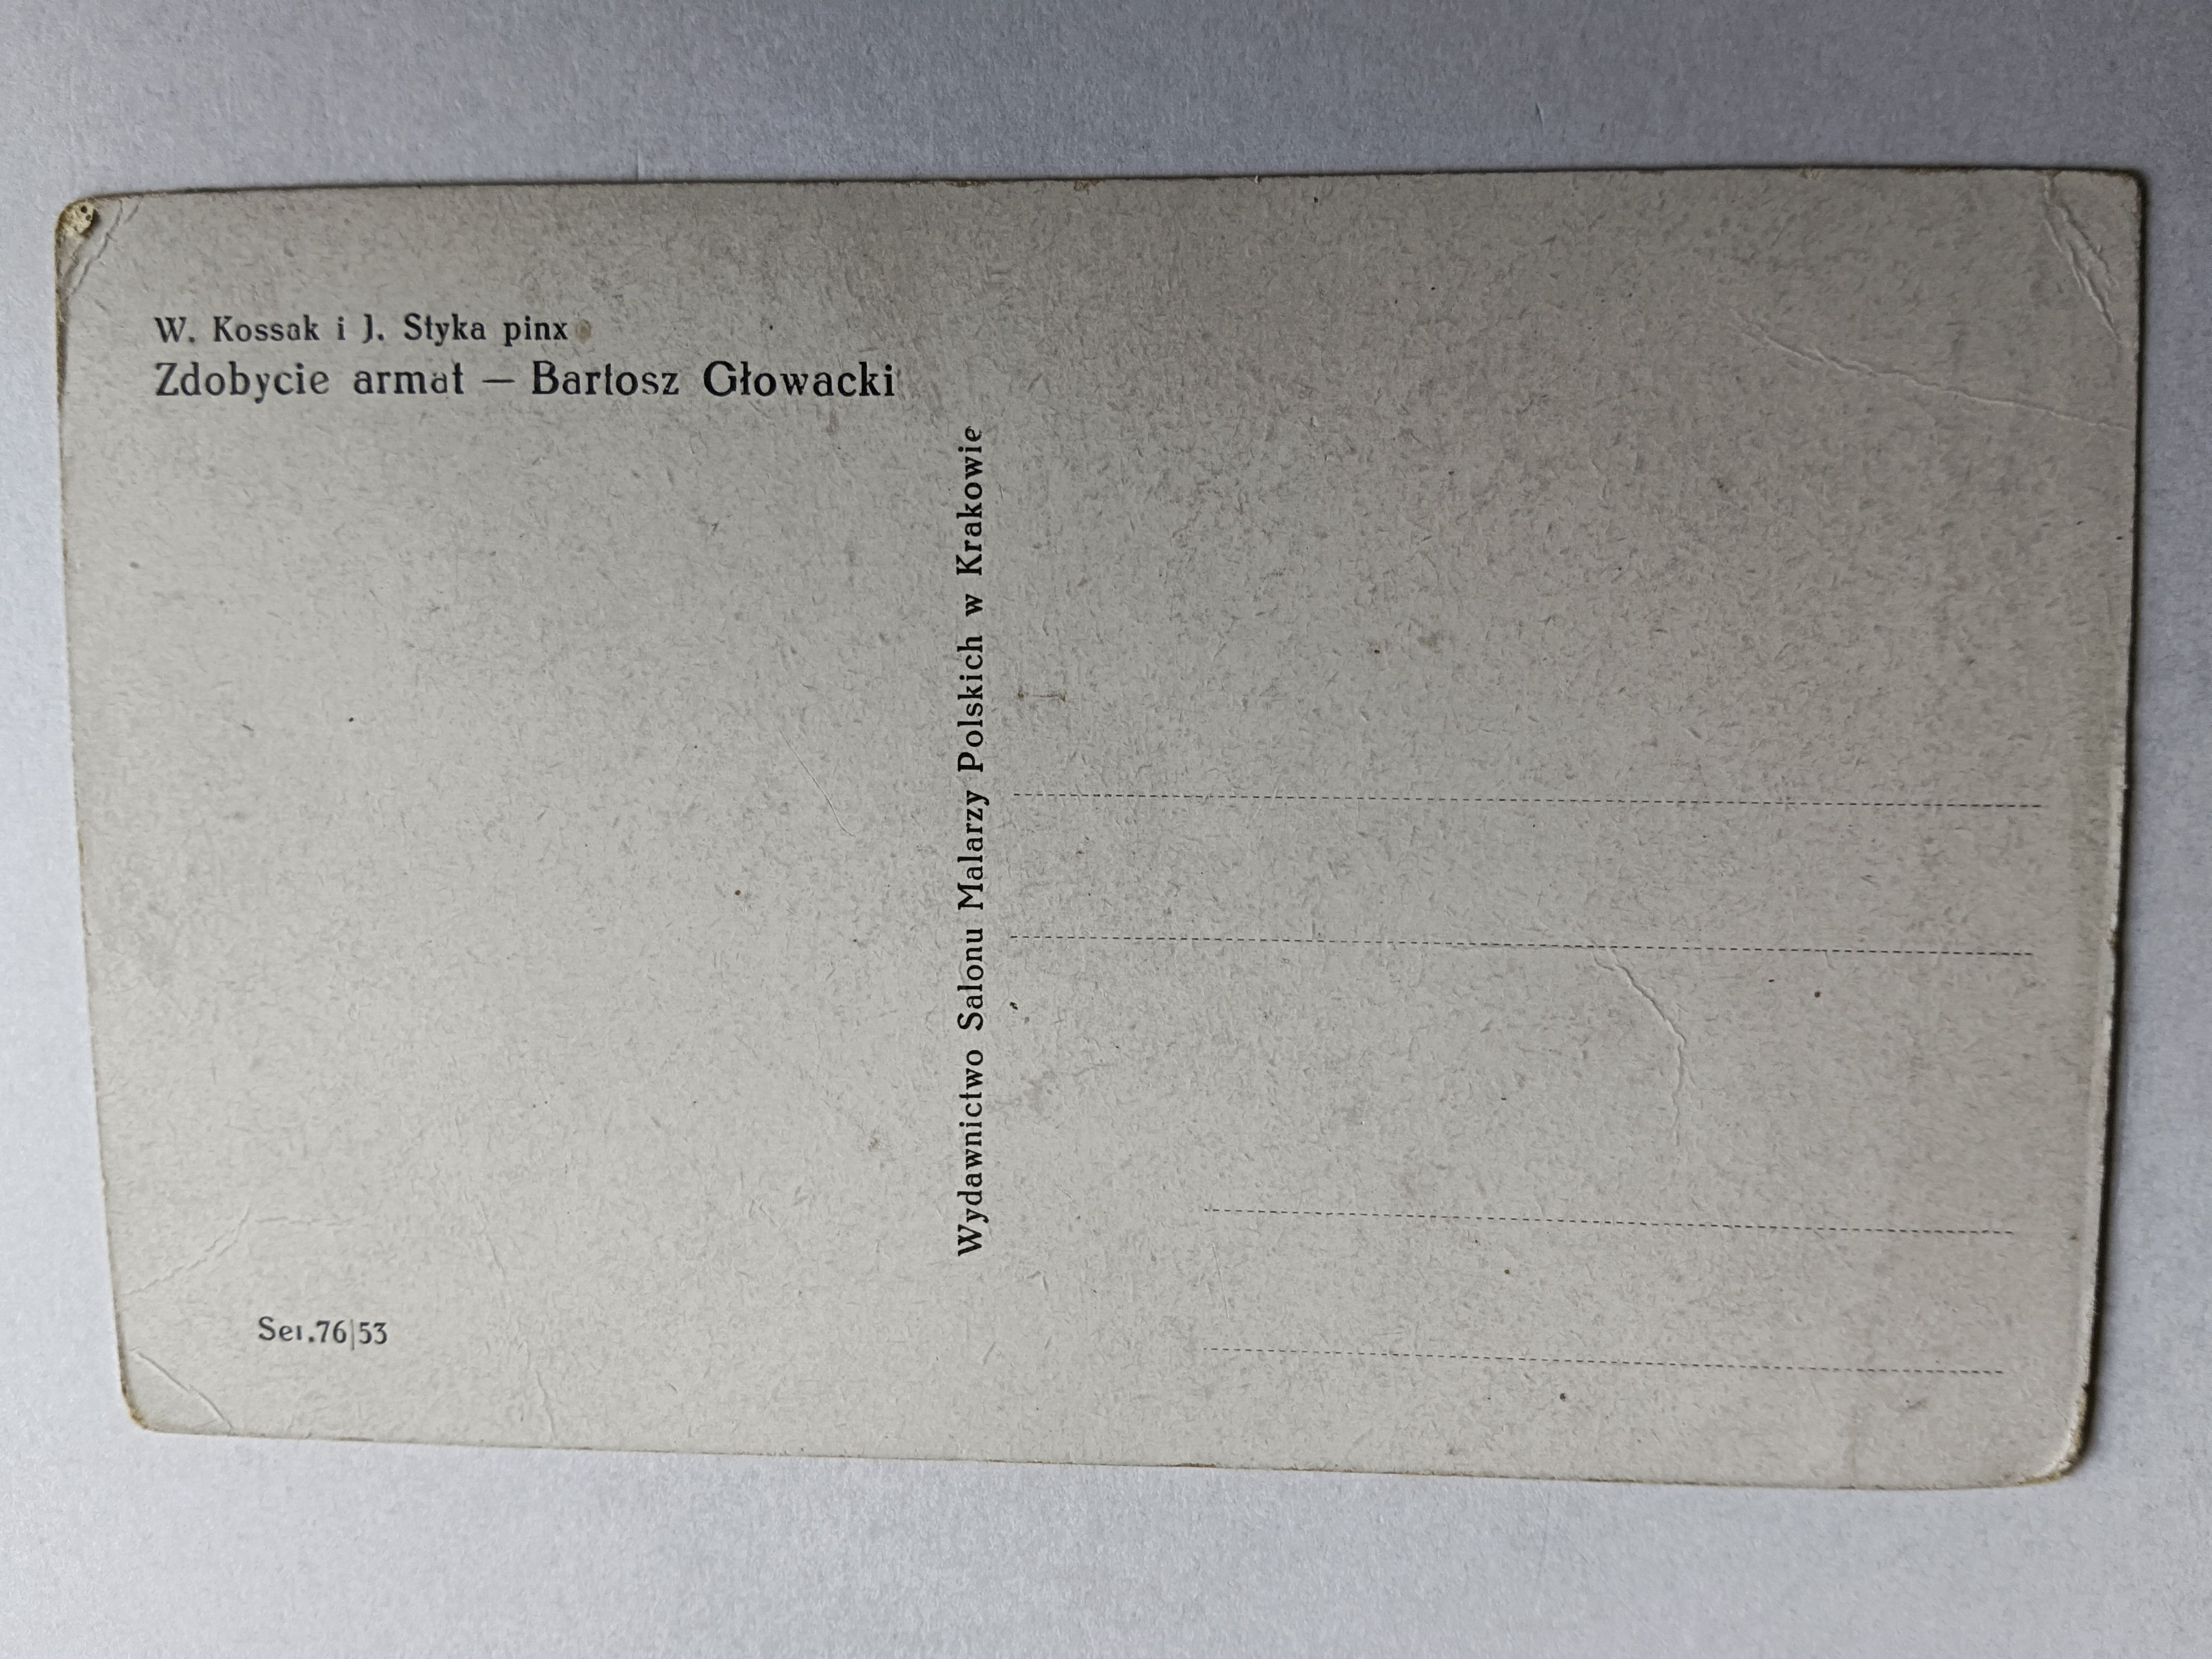 W. Kossak i J. Styka pinx
Zdobycie armat — Bartosz Głowacki
Wydawnictwo Salonu Malarzy Polskich w Krakowie
Ser.76|53